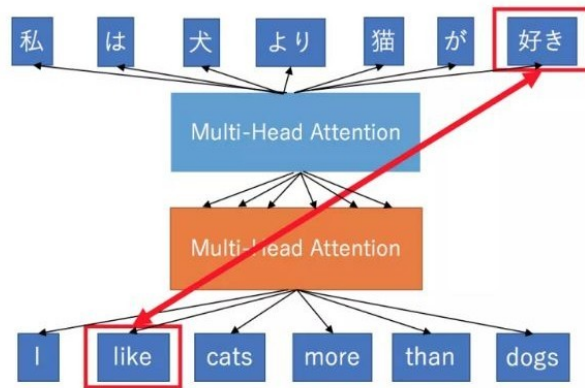 私 は 犬 より 猫 が 好き
Multi-Head Attention
Multi-Head Attention
I like cats more than dogs